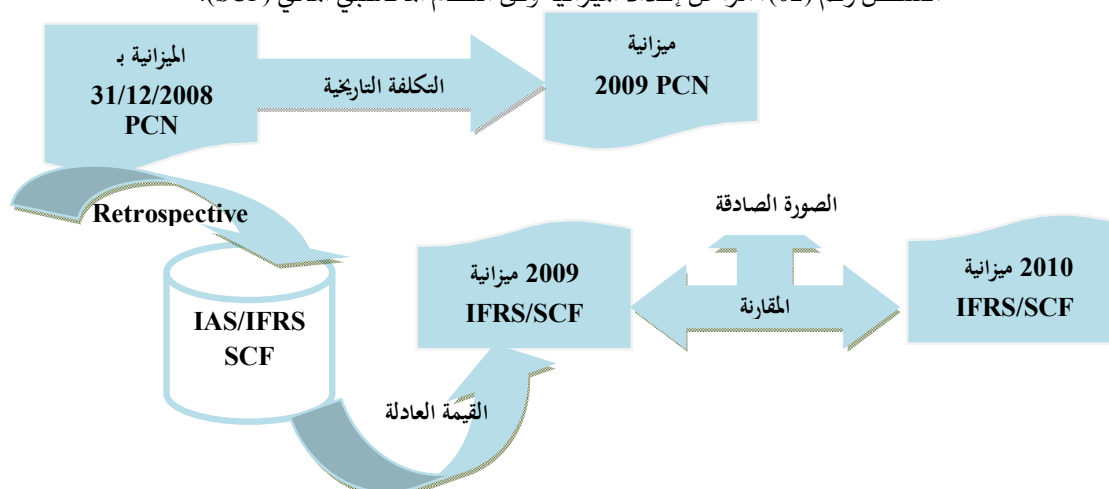 الميزانية بـ
31/12/2008
PCN
التكلفة التاريخية
ميزانية
2009 PCN
Retrospective
IAS/IFRS
SCF
القيمة العادلة
ميزانية 2009
IFRS/SCF
الصورة الصادقة
المقارنة
ميزانية 2010
IFRS/SCF